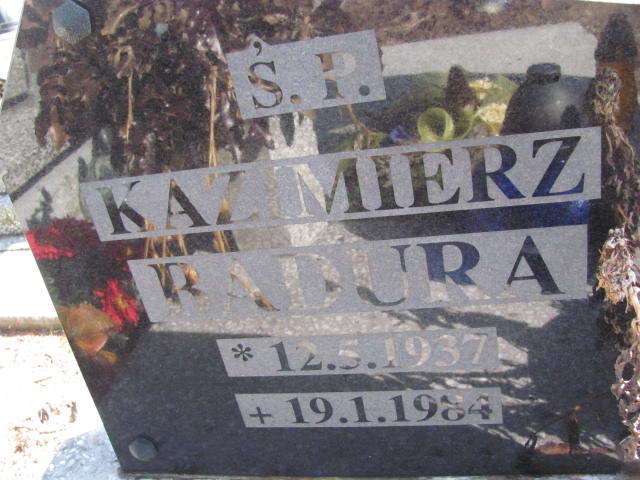 Ś. P.
KAZIMIERZ
BADURA
* 12.5.1937
+ 19.1.1984